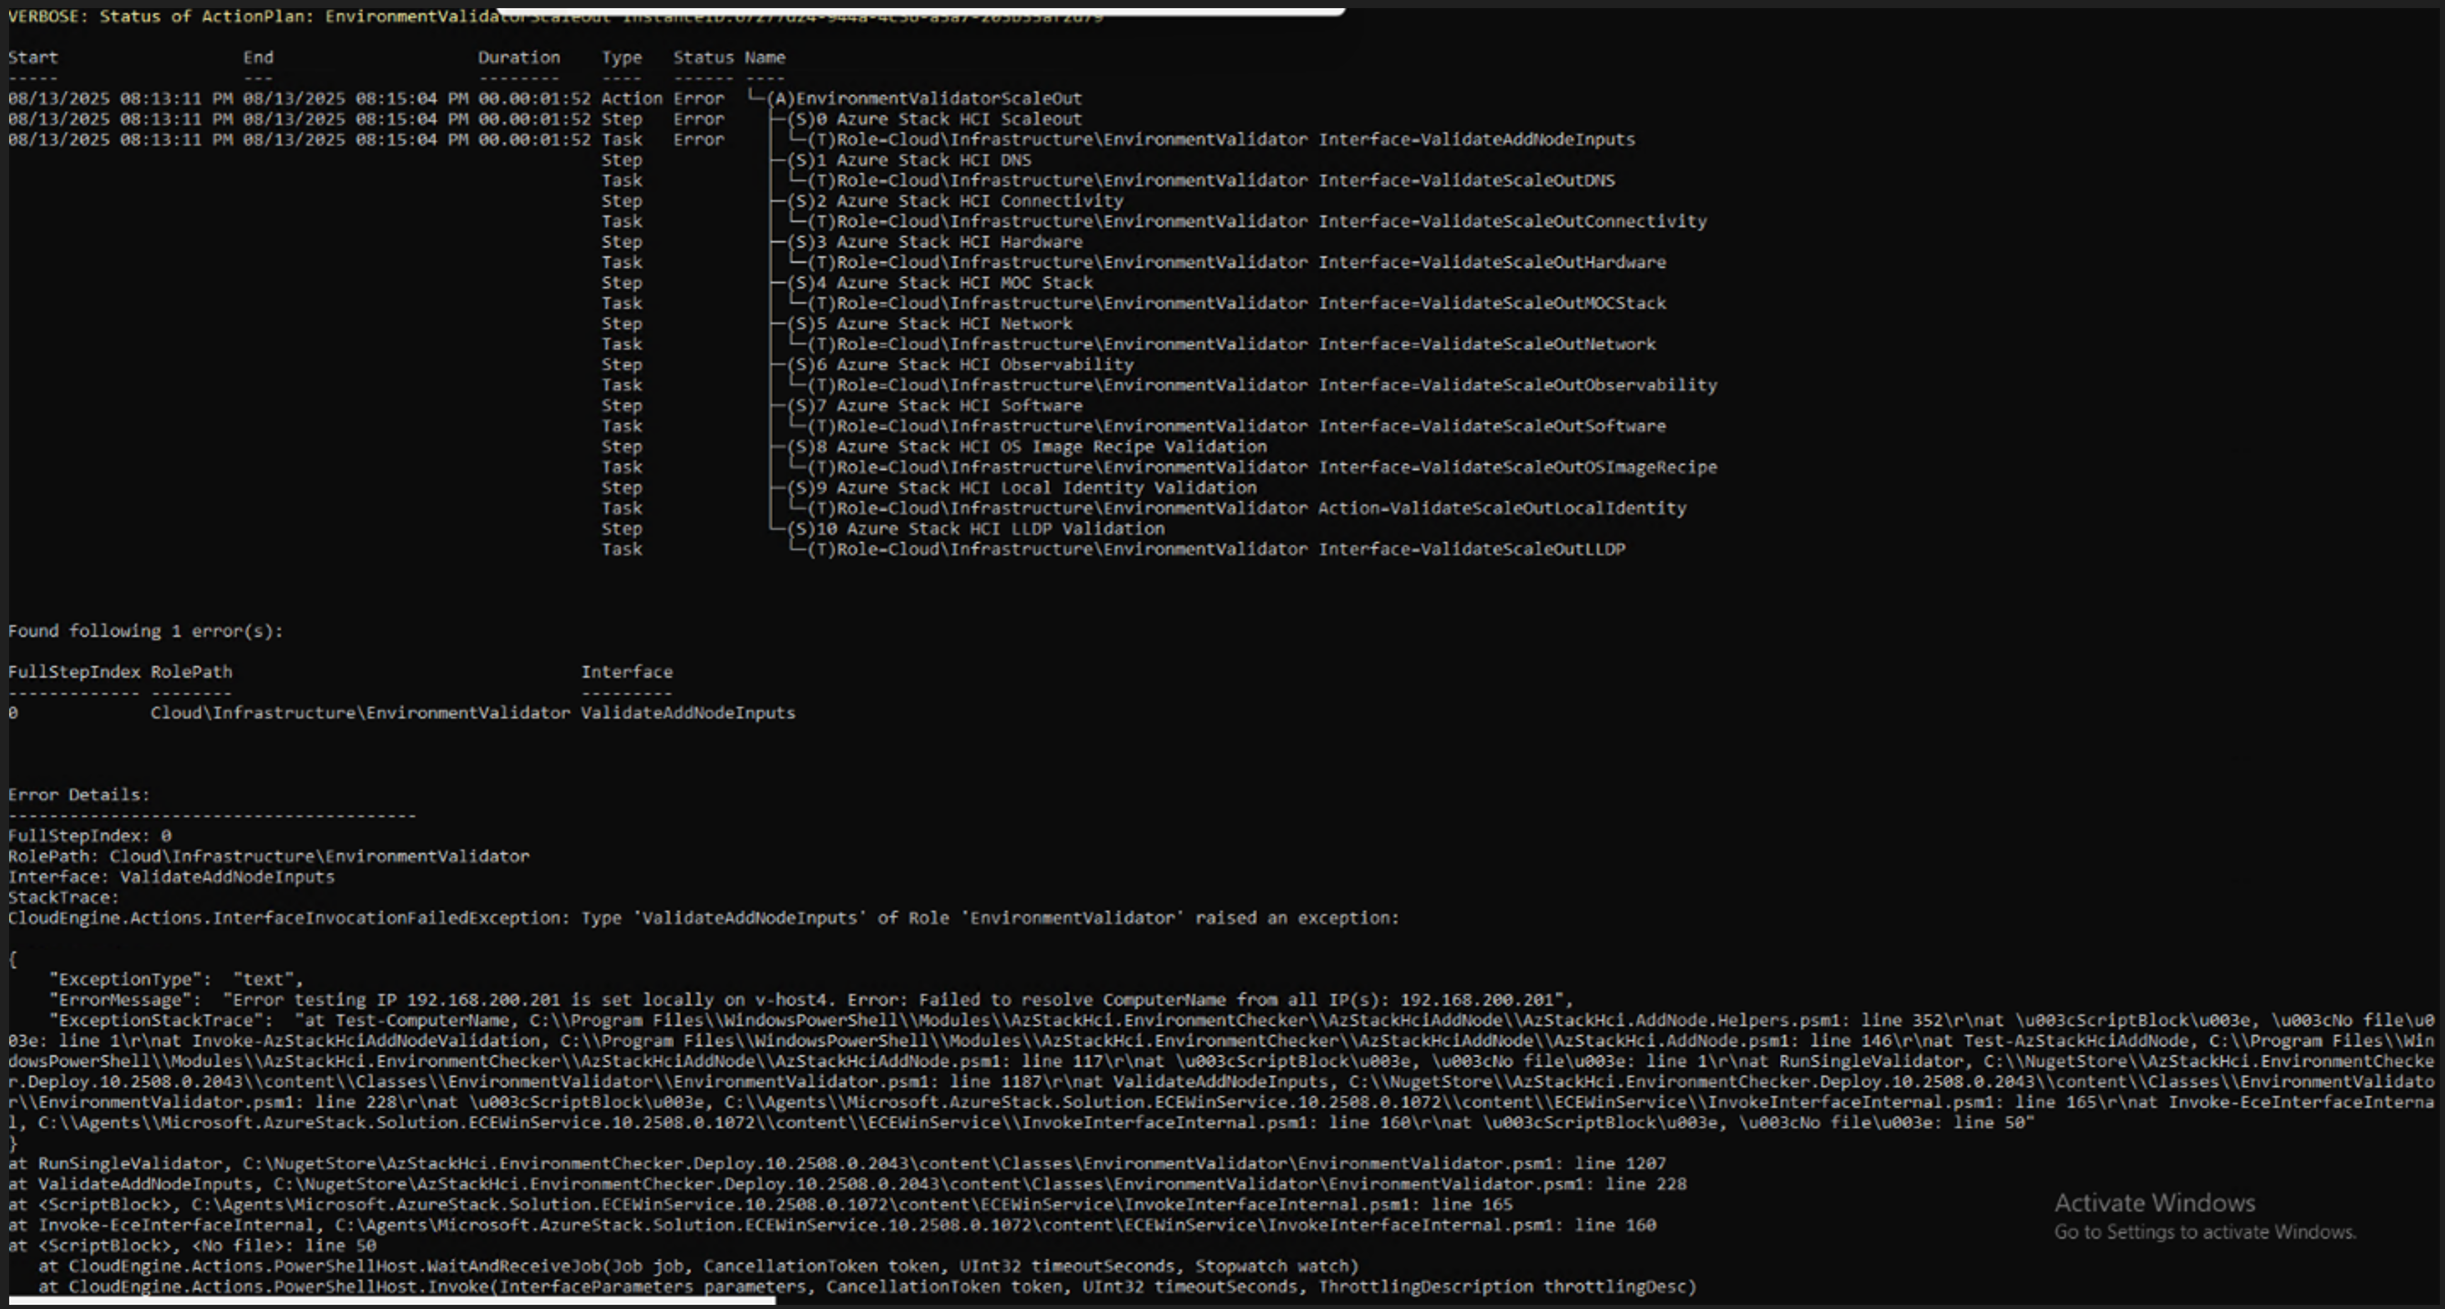 VERBOSE: Status of ActionPlan: EnvironmentValidatorScaleOut
Start End Duration Type Status Name
----- --- -------- ---- ------ ----
08/13/2025 08:13:11 PM 08/13/2025 08:15:04 PM 00.00:01:52 Action Error └─(A)EnvironmentValidatorScaleOut
08/13/2025 08:13:11 PM 08/13/2025 08:15:04 PM 00.00:01:52 Step Error ├─(S)0 Azure Stack HCI Scaleout
08/13/2025 08:13:11 PM 08/13/2025 08:15:04 PM 00.00:01:52 Task Error │ └─(T)Role=Cloud\Infrastructure\EnvironmentValidator Interface=ValidateAddNodeInputs
Step ├─(S)1 Azure Stack HCI DNS
Task │ └─(T)Role=Cloud\Infrastructure\EnvironmentValidator Interface=ValidateScaleOutDNS
Step ├─(S)2 Azure Stack HCI Connectivity
Task │ └─(T)Role=Cloud\Infrastructure\EnvironmentValidator Interface=ValidateScaleOutConnectivity
Step ├─(S)3 Azure Stack HCI Hardware
Task │ └─(T)Role=Cloud\Infrastructure\EnvironmentValidator Interface=ValidateScaleOutHardware
Step ├─(S)4 Azure Stack HCI MOC Stack
Task │ └─(T)Role=Cloud\Infrastructure\EnvironmentValidator Interface=ValidateScaleOutMOCStack
Step ├─(S)5 Azure Stack HCI Network
Task │ └─(T)Role=Cloud\Infrastructure\EnvironmentValidator Interface=ValidateScaleOutNetwork
Step ├─(S)6 Azure Stack HCI Observability
Task │ └─(T)Role=Cloud\Infrastructure\EnvironmentValidator Interface=ValidateScaleOutObservability
Step ├─(S)7 Azure Stack HCI Software
Task │ └─(T)Role=Cloud\Infrastructure\EnvironmentValidator Interface=ValidateScaleOutSoftware
Step ├─(S)8 Azure Stack HCI OS Image Recipe Validation
Task │ └─(T)Role=Cloud\Infrastructure\EnvironmentValidator Interface=ValidateScaleOutOSImageRecipe
Step ├─(S)9 Azure Stack HCI Local Identity Validation
Task │ └─(T)Role=Cloud\Infrastructure\EnvironmentValidator Action=ValidateScaleOutLocalIdentity
Step └─(S)10 Azure Stack HCI LLDP Validation
Task └─(T)Role=Cloud\Infrastructure\EnvironmentValidator Interface=ValidateScaleOutLLDP
Found following 1 error(s):
FullStepIndex RolePath Interface
------------- -------- ---------
0 Cloud\Infrastructure\EnvironmentValidator ValidateAddNodeInputs
Error Details:
----------------------------------------
FullStepIndex: 0
RolePath: Cloud\Infrastructure\EnvironmentValidator
Interface: ValidateAddNodeInputs
StackTrace:
CloudEngine.Actions.InterfaceInvocationFailedException: Type 'ValidateAddNodeInputs' of Role 'EnvironmentValidator' raised an exception:
{
"ExceptionType": "text",
"ErrorMessage": "Error testing IP 192.168.200.201 is set locally on v-host4. Error: Failed to resolve ComputerName from all IP(s): 192.168.200.201",
"ExceptionStackTrace": "at Test-ComputerName, C:\\Program Files\\WindowsPowerShell\\Modules\\AzStackHci.EnvironmentChecker\\AzStackHciAddNode\\AzStackHci.AddNode.Helpers.psm1: line 352\r\nat \u003cScriptBlock\u003e, \u003cNo file\u0
03e: line 1\r\nat Invoke-AzStackHciAddNodeValidation, C:\\Program Files\\WindowsPowerShell\\Modules\\AzStackHci.EnvironmentChecker\\AzStackHciAddNode\\AzStackHci.AddNode.psm1: line 146\r\nat Test-AzStackHciAddNode, C:\\Program Files\\Win
dowsPowerShell\\Modules\\AzStackHci.EnvironmentChecker\\AzStackHciAddNode\\AzStackHciAddNode.psm1: line 117\r\nat \u003cScriptBlock\u003e, \u003cNo file\u003e: line 1\r\nat RunSingleValidator, C:\\NugetStore\\AzStackHci.EnvironmentChecke
r.Deploy.10.2508.0.2043\\content\\Classes\\EnvironmentValidator\\EnvironmentValidator.psm1: line 1187\r\nat ValidateAddNodeInputs, C:\\NugetStore\\AzStackHci.EnvironmentChecker.Deploy.10.2508.0.2043\\content\\Classes\\EnvironmentValidato
r\\EnvironmentValidator.psm1: line 228\r\nat \u003cScriptBlock\u003e, C:\\Agents\\Microsoft.AzureStack.Solution.ECEWinService.10.2508.0.1072\\content\\ECEWinService\\InvokeInterfaceInternal.psm1: line 165\r\nat Invoke-EceInterfaceInterna
l, C:\\Agents\\Microsoft.AzureStack.Solution.ECEWinService.10.2508.0.1072\\content\\ECEWinService\\InvokeInterfaceInternal.psm1: line 160\r\nat \u003cScriptBlock\u003e, \u003cNo file\u003e: line 50"
}
at RunSingleValidator, C:\NugetStore\AzStackHci.EnvironmentChecker.Deploy.10.2508.0.2043\content\Classes\EnvironmentValidator\EnvironmentValidator.psm1: line 1207
at ValidateAddNodeInputs, C:\NugetStore\AzStackHci.EnvironmentChecker.Deploy.10.2508.0.2043\content\Classes\EnvironmentValidator\EnvironmentValidator.psm1: line 228
at <ScriptBlock>, C:\Agents\Microsoft.AzureStack.Solution.ECEWinService.10.2508.0.1072\content\ECEWinService\InvokeInterfaceInternal.psm1: line 165
at Invoke-EceInterfaceInternal, C:\Agents\Microsoft.AzureStack.Solution.ECEWinService.10.2508.0.1072\content\ECEWinService\InvokeInterfaceInternal.psm1: line 160
at <ScriptBlock>, <No file>: line 50
at CloudEngine.Actions.PowerShellHost.WaitAndReceiveJob(Job job, CancellationToken token, UInt32 timeoutSeconds, Stopwatch watch)
at CloudEngine.Actions.PowerShellHost.Invoke(InterfaceParameters parameters, CancellationToken token, UInt32 timeoutSeconds, ThrottlingDescription throttlingDesc)
Activate Windows
Go to Settings to activate Windows.